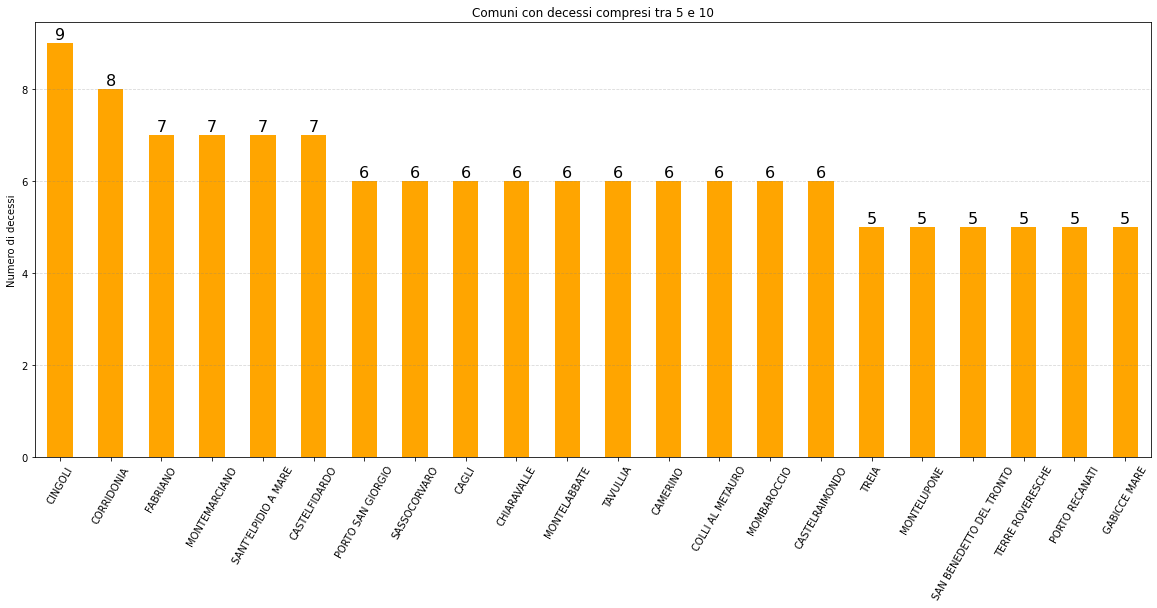 Comuni con decessi compresi tra 5 e 10
Numero di decessi
8
6
4
2
0
9
8
7
7
7
7
6
6
6
6
6
6
6
6
6
6
5
5
5
5
5
5
CINGOLI
CORRIDONIA
FABRIANO
MONTEMARCIANO
SANT'ELPIDIO A MARE
CASTELFIDARDO
PORTO SAN GIORGIO
SASSOCORVARO
CAGLI
CHIARAVALLE
MONTELABBATE
TAVULLIA
CAMERINO
COLLI AL METAURO
MOMBAROCCIO
CASTELRAIMONDO
TREIA
MONTELUPONE
SAN BENEDETTO DEL TRONTO
TERRE ROVERESCHE
PORTO RECANATI
GABICCE MARE